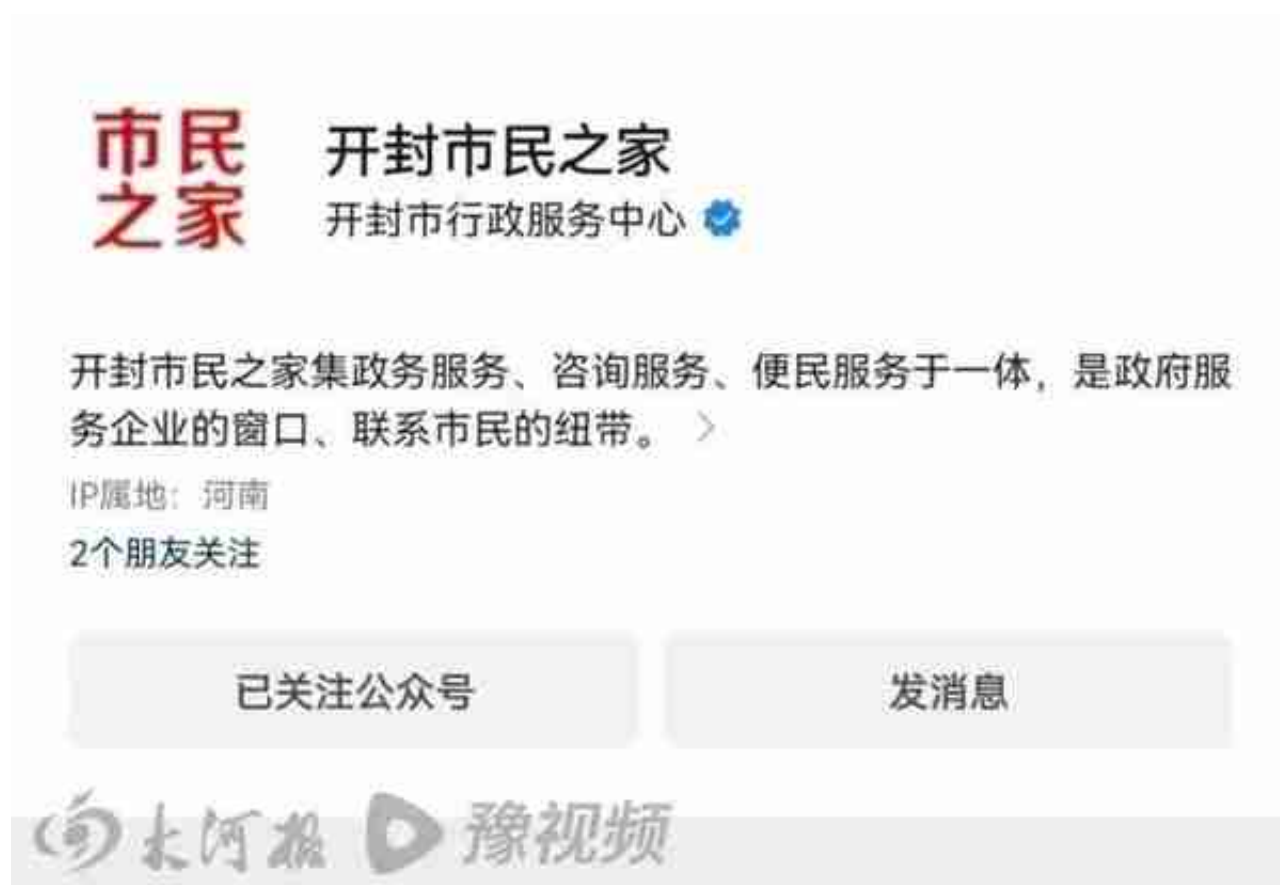 市民
之家
开封市民之家
开封市行政服务中心
开封市民之家集政务服务、咨询服务、便民服务于一体，是政府服
务企业的窗口、联系市民的纽带。
IP属地：河南
2个朋友关注
已关注公众号
发消息
大河报 豫视频